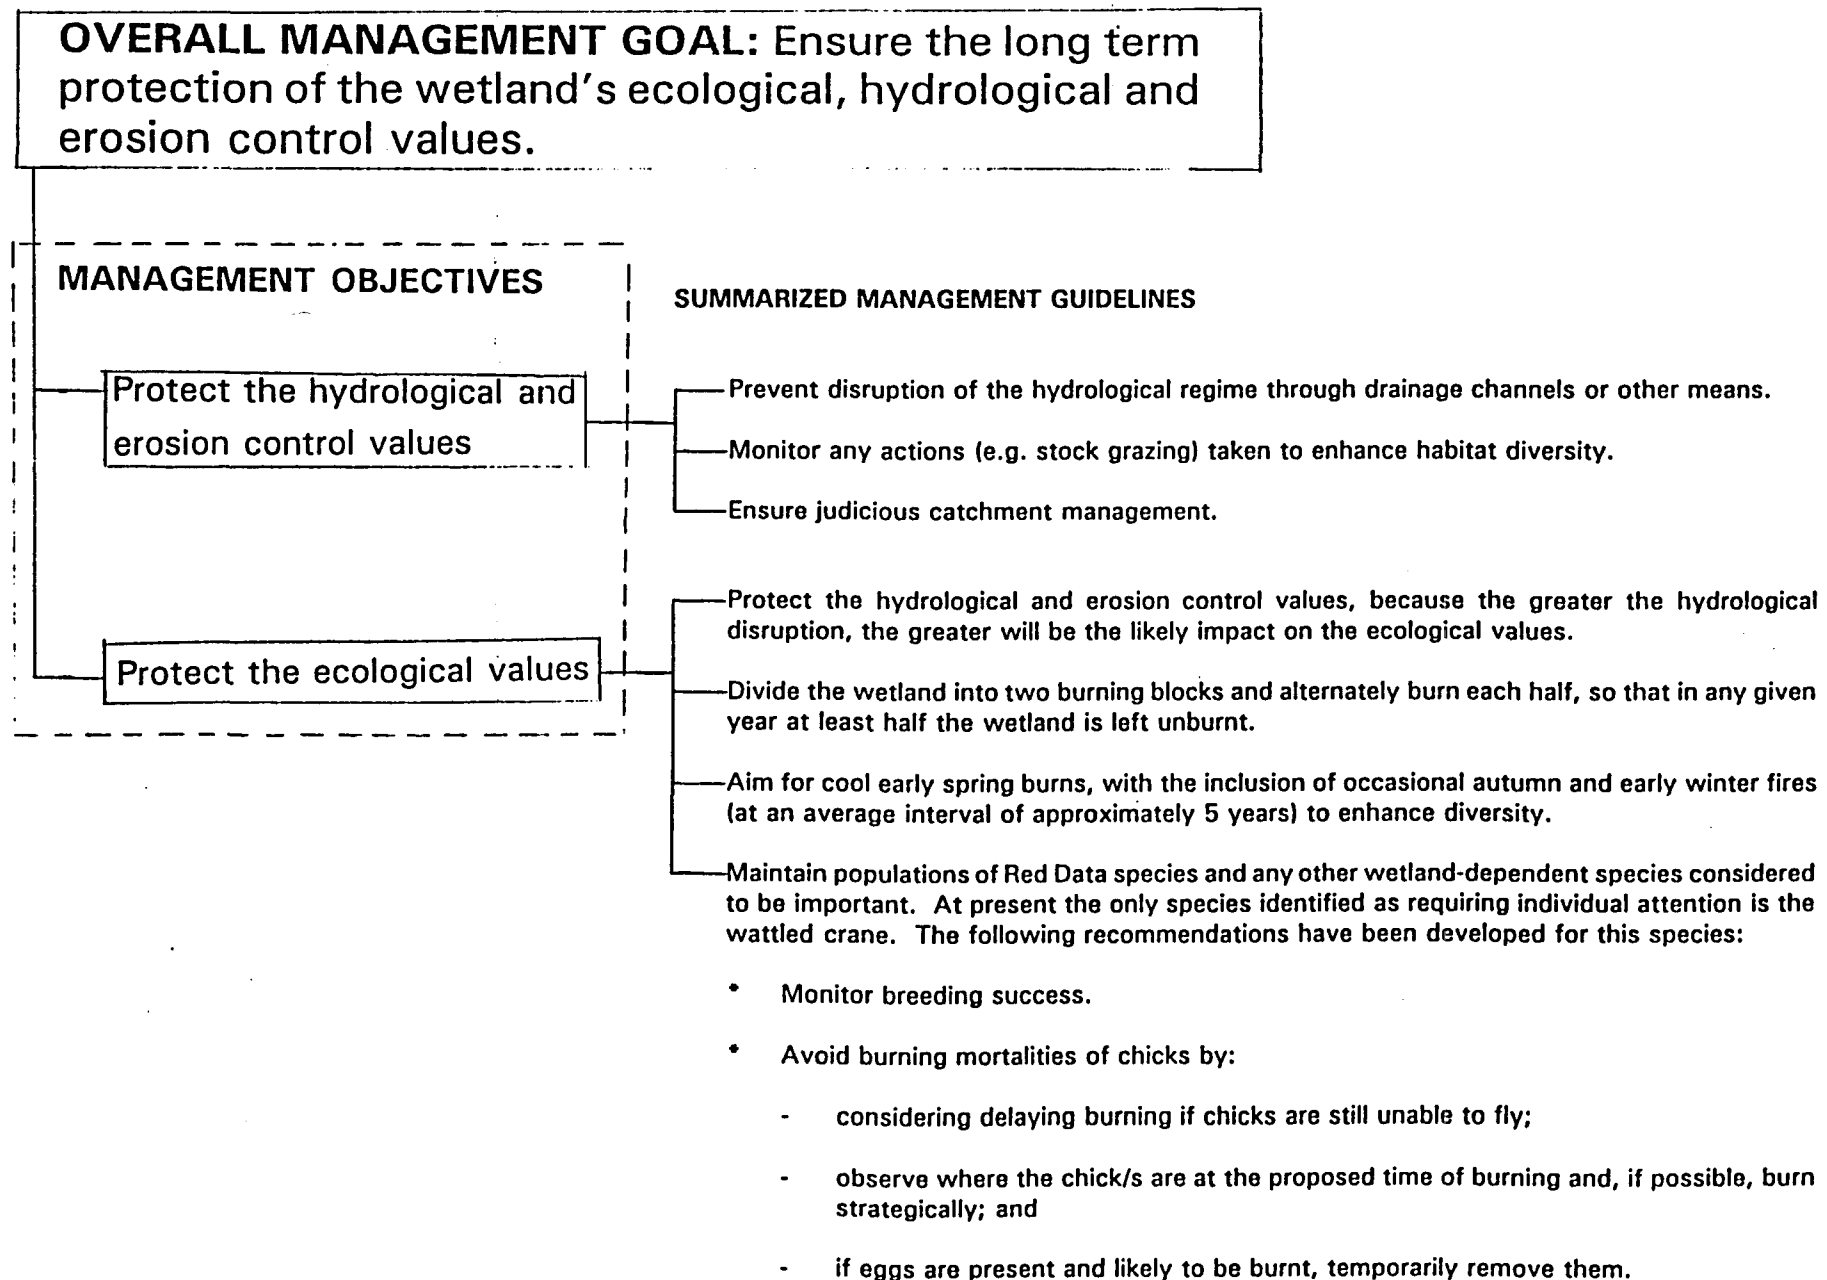 OVERALL MANAGEMENT GOAL: Ensure the long term
protection of the wetland's ecological, hydrological and
erosion control values.
MANAGEMENT OBJECTIVES
SUMMARIZED MANAGEMENT GUIDELINES
Protect the hydrological and
erosion control values
Prevent disruption of the hydrological regime through drainage channels or other means.
Monitor any actions (e.g. stock grazing) taken to enhance habitat diversity.
Ensure judicious catchment management.
Protect the ecological values
Protect the hydrological and erosion control values, because the greater the hydrological
disruption, the greater will be the likely impact on the ecological values.
Divide the wetland into two burning blocks and alternately burn each half, so that in any given
year at least half the wetland is left unburnt.
Aim for cool early spring burns, with the inclusion of occasional autumn and early winter fires
(at an average interval of approximately 5 years) to enhance diversity.
Maintain populations of Red Data species and any other wetland-dependent species considered
to be important. At present the only species identified as requiring individual attention is the
wattled crane. The following recommendations have been developed for this species:
* Monitor breeding success.
* Avoid burning mortalities of chicks by:
- considering delaying burning if chicks are still unable to fly;
- observe where the chick/s are at the proposed time of burning and, if possible, burn
strategically; and
- if eggs are present and likely to be burnt, temporarily remove them.